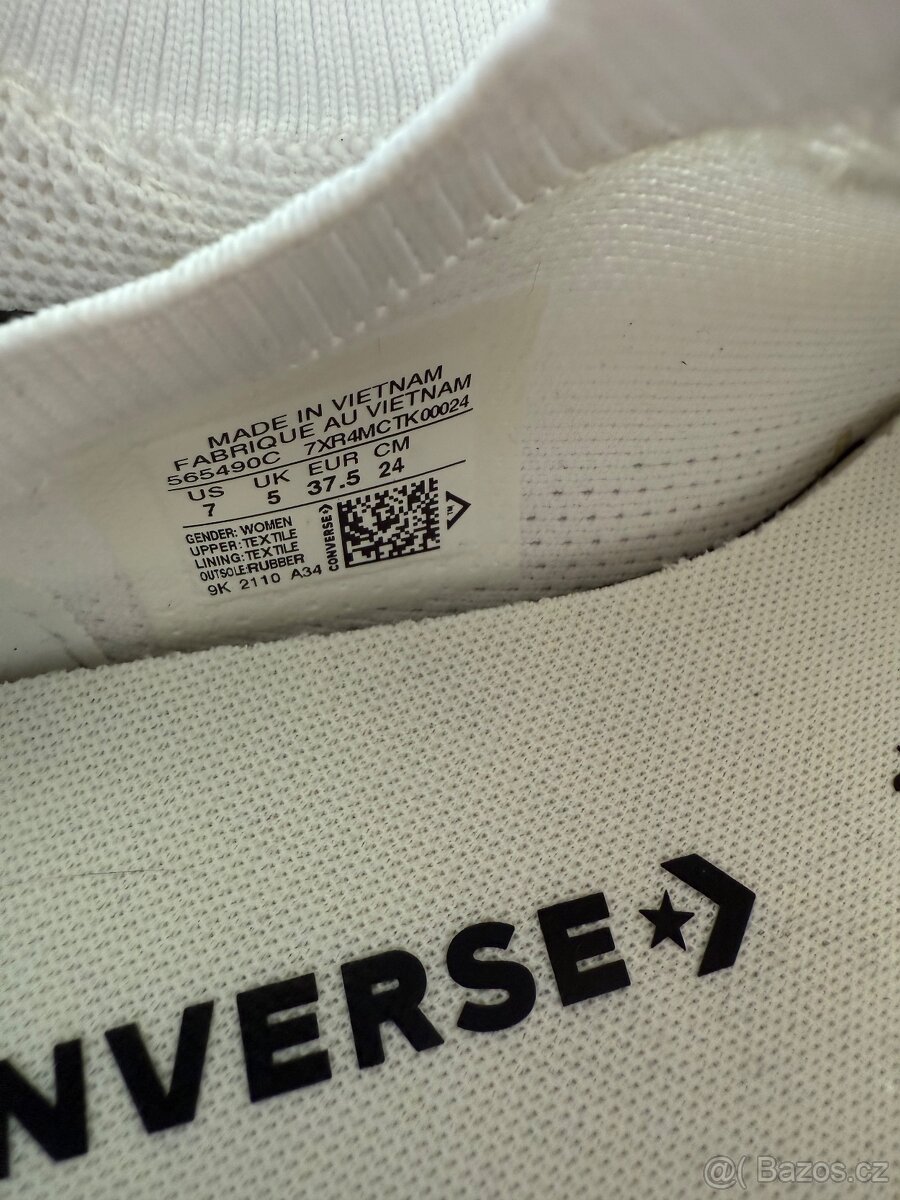 MADE IN VIETNAM
FABRIQUE AU VIETNAM
565490C 7XR4MCTK00024
US UK EUR CM
7 5 37.5 24
GENDER: WOMEN
UPPER: TEXTILE
LINING: TEXTILE
OUTSOLE:RUBBER
9K 2110 A34
CONVERSE
TM
NVERSE
@( Bazos.cz